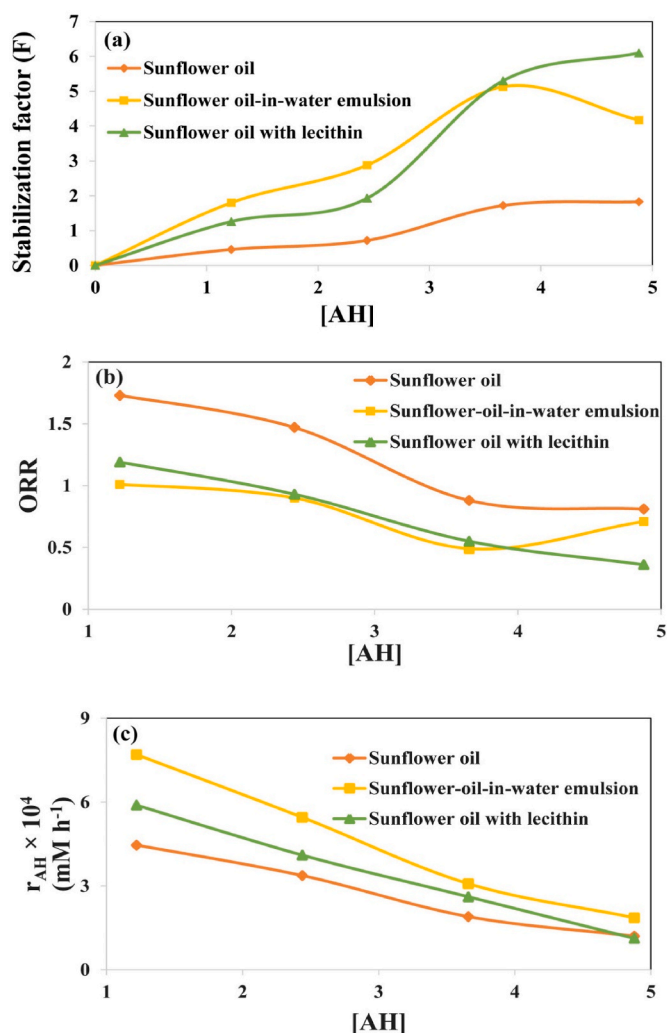 (a)
Stabilization factor (F)
7
6
5
4
3
2
1
0
Sunflower oil
Sunflower oil-in-water emulsion
Sunflower oil with lecithin
0 1 2 3 4 5
[AH]
(b)
ORR
2
1.5
1
0.5
0
Sunflower oil
Sunflower-oil-in-water emulsion
Sunflower oil with lecithin
1 2 3 4 5
[AH]
(c)
r_AH × 10⁴
(mM h⁻¹)
9
6
3
0
Sunflower oil
Sunflower-oil-in-water emulsion
Sunflower oil with lecithin
1 2 3 4 5
[AH]